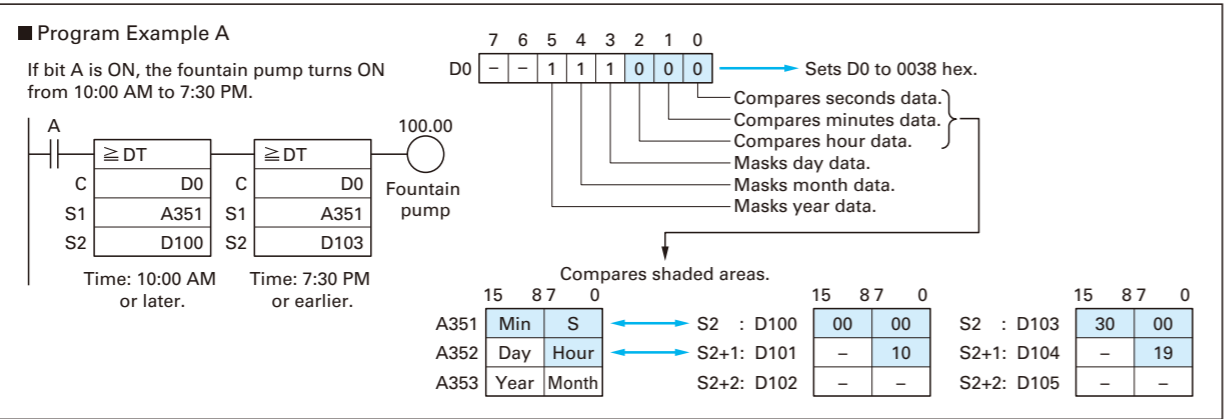 ■ Program Example A
If bit A is ON, the fountain pump turns ON
from 10:00 AM to 7:30 PM.
A
100.00
≧DT
≧DT
C D0 C D0
S1 A351 S1 A351
S2 D100 S2 D103
Fountain
pump
Time: 10:00 AM
or later.
Time: 7:30 PM
or earlier.
7 6 5 4 3 2 1 0
D0 – – 1 1 1 0 0 0 Sets D0 to 0038 hex.
Compares seconds data.
Compares minutes data.
Compares hour data.
Masks day data.
Masks month data.
Masks year data.
Compares shaded areas.
15 8 7 0 15 8 7 0 15 8 7 0
A351 Min S S2 : D100 00 00 S2 : D103 30 00
A352 Day Hour S2+1: D101 – 10 S2+1: D104 – 19
A353 Year Month S2+2: D102 – – S2+2: D105 – –